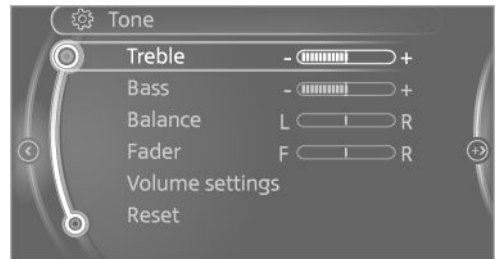 Tone
Treble - +
Bass - +
Balance L R
Fader F R
Volume settings
Reset